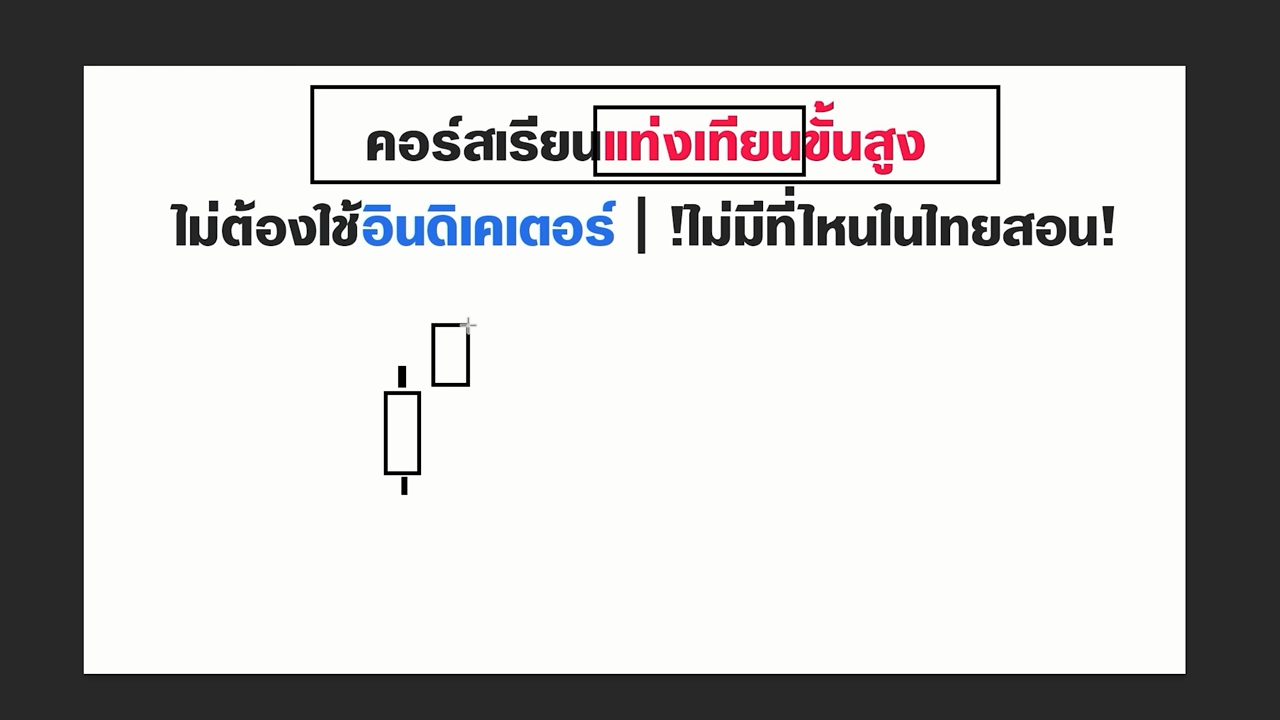 คอร์สเรียนแท่งเทียนขั้นสูง
ไม่ต้องใช้อินดิเคเตอร์ | !ไม่มีที่ไหนในไทยสอน!